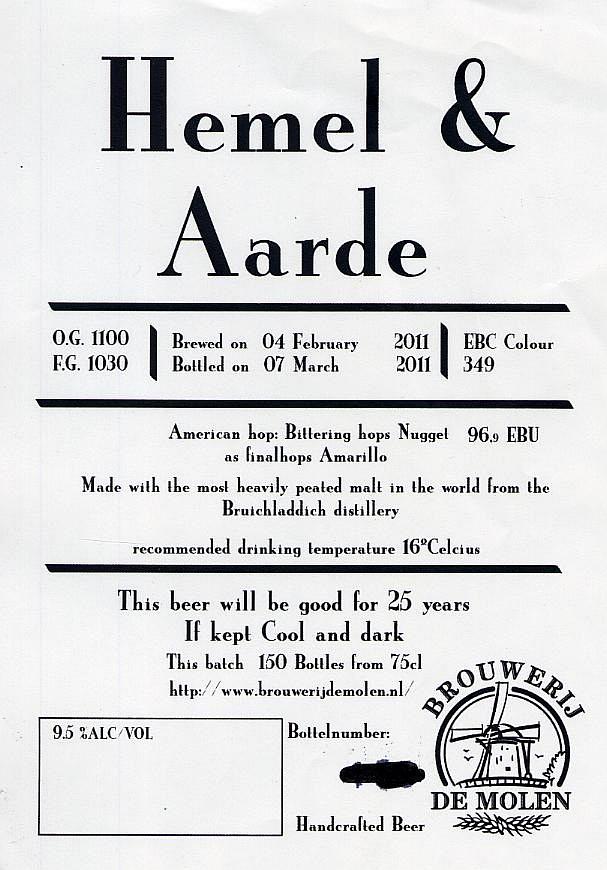 Hemel &
Aarde
O.G. 1100
F.G. 1030
Brewed on 04 February 2011
Bottled on 07 March 2011
EBC Colour
349
American hop: Bittering hops Nugget 96,9 EBU
as finalhops Amarillo
Made with the most heavily peated malt in the world from the
Bruichladdich distillery
recommended drinking temperature 16ºCelcius
This beer will be good for 25 years
If kept Cool and dark
This batch 150 Bottles from 75cl
http://www.brouwerijdemolen.nl/
9.5 %ALC/VOL
Bottelnumber:
Handcrafted Beer
BROUWERIJ
DE MOLEN